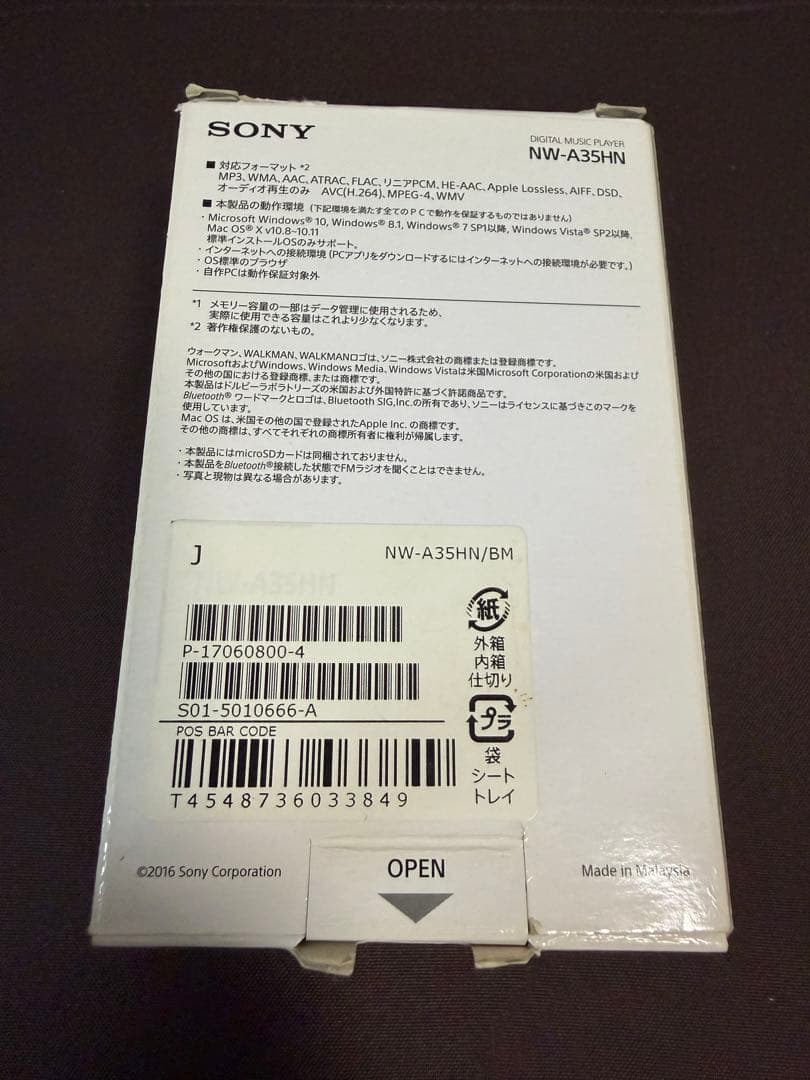 SONY
DIGITAL MUSIC PLAYER
NW-A35HN
■ 対応フォーマット *2
MP3、WMA、AAC、ATRAC、FLAC、リニアPCM、HE-AAC、Apple Lossless、AIFF、DSD、
オーディオ再生のみ AVC(H.264)、MPEG-4、WMV
■ 本製品の動作環境 (下記環境を満たす全てのPCで動作を保証するものではありません)
・Microsoft Windows® 10, Windows® 8.1, Windows® 7 SP1以降, Windows Vista® SP2以降,
Mac OS® X v10.8~10.11
標準インストールOSのみサポート。
・インターネットへの接続環境(PCアプリをダウンロードするにはインターネットへの接続環境が必要です。)
・OS標準のブラウザ
・自作PCは動作保証対象外
*1 メモリー容量の一部はデータ管理に使用されるため、
実際に使用できる容量はこれより少なくなります。
*2 著作権保護のないもの。
ウォークマン、WALKMAN、WALKMANロゴは、ソニー株式会社の商標または登録商標です。
MicrosoftおよびWindows、Windows Media、Windows Vistaは米国Microsoft Corporationの米国および
その他の国における登録商標、または商標です。
本製品はドルビーラボラトリーズの米国および外国特許に基づく許諾商品です。
Bluetooth® ワードマークとロゴは、Bluetooth SIG,Inc.の所有であり、ソニーはライセンスに基づきこのマークを
使用しています。
Mac OS は、米国その他の国で登録されたApple Inc. の商標です。
その他の商標は、すべてそれぞれの商標所有者に権利が帰属します。
・本製品にはmicroSDカードは同梱されておりません。
・本製品をBluetooth®接続した状態でFMラジオを聞くことはできません。
・写真と現物は異なる場合があります。
J
NW-A35HN/BM
P-17060800-4
S01-5010666-A
POS BAR CODE
T4548736033849
紙
外箱
内箱
仕切り
プラ
袋
シート
トレイ
©2016 Sony Corporation
OPEN
Made in Malaysia